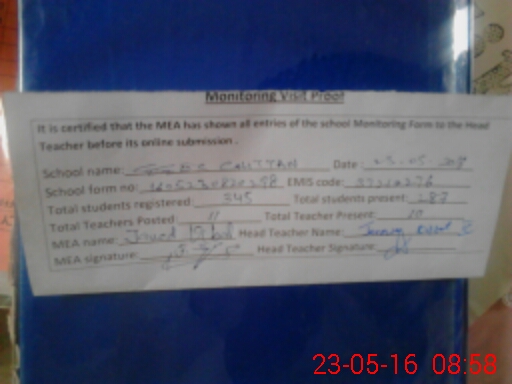 Monitoring Visit Proof
It is certified that the MEA has shown all entries of the school Monitoring Form to the Head
Teacher before its online submission .
School name: Date :
School form no: EMIS code:
Total students registered: 345 Total students present: 287
Total Teachers Posted: 11 Total Teacher Present: 10
MEA name: Javed Iqbal Head Teacher Name:
MEA signature: Head Teacher Signature:
23-05-16 08:58